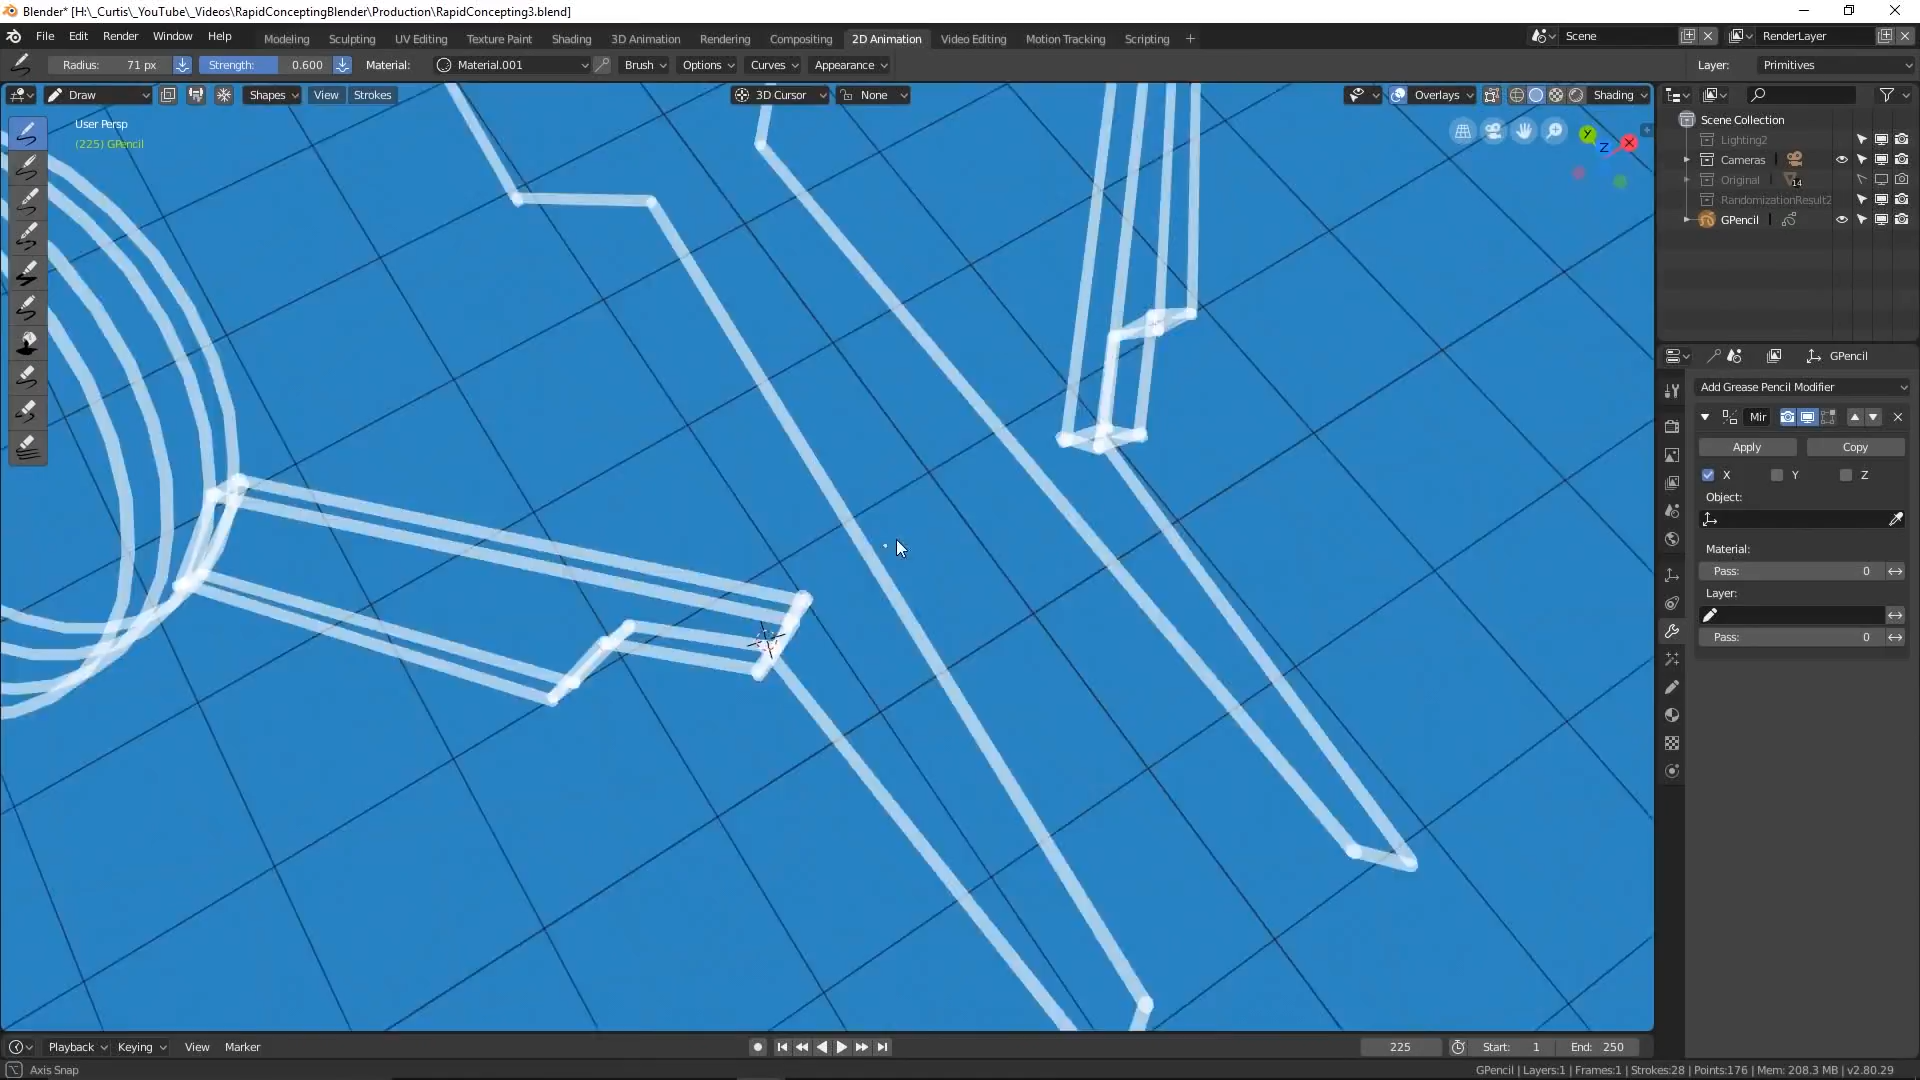 Blender* [H:\_Curtis\_YouTube\_Videos\RapidConceptingBlender\Production\RapidConcepting3.blend]
File Edit Render Window Help
Modeling Sculpting UV Editing Texture Paint Shading 3D Animation Rendering Compositing 2D Animation Video Editing Motion Tracking Scripting +
Scene
RenderLayer
Radius: 71 px Strength: 0.600 Material: Material.001 Brush Options Curves Appearance Layer: Primitives
Draw Shapes View Strokes 3D Cursor None Overlays Shading
User Persp
(225) GPencil
Y
Z
X
Scene Collection
Lighting2
Cameras
Original 14
RandomizationResult2
GPencil
GPencil
Add Grease Pencil Modifier
Mir
Apply Copy
X Y Z
Object:
Material:
Pass: 0
Layer:
Pass: 0
Playback Keying View Marker 225 Start: 1 End: 250
Axis Snap
GPencil | Layers:1 | Frames:1 | Strokes:28 | Points:176 | Mem: 208.3 MB | v2.80.29